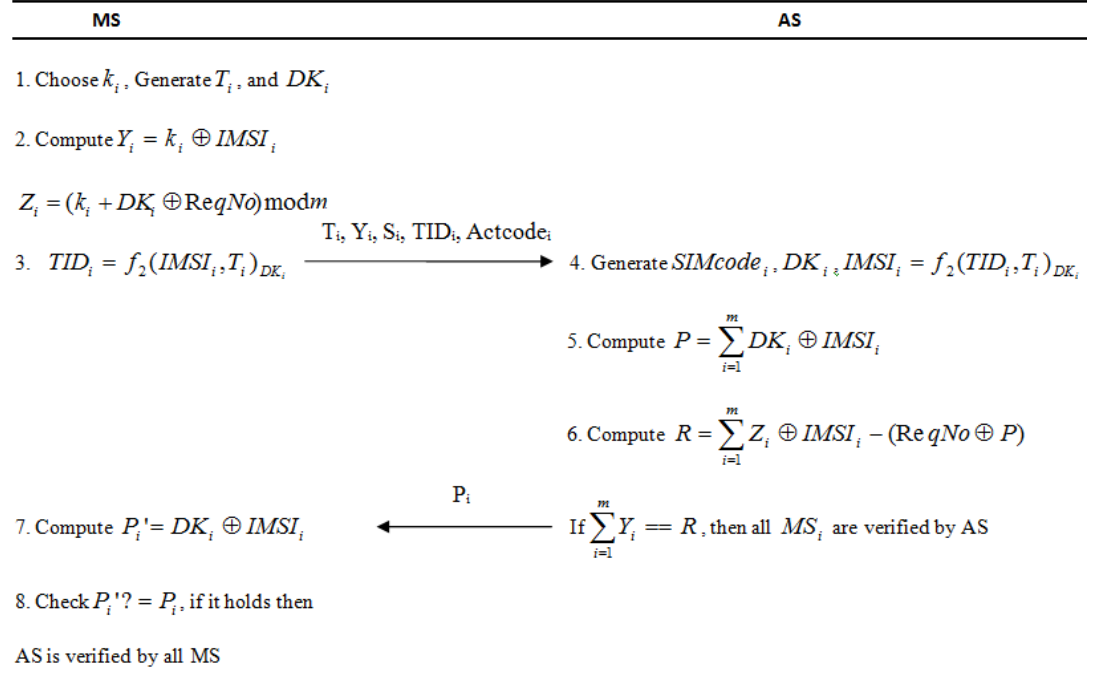 MS AS
1. Choose k_i, Generate T_i, and DK_i
2. Compute Y_i = k_i ⊕ IMSI_i
Z_i = (k_i + DK_i ⊕ ReqNo) mod m
T_i, Y_i, S_i, TID_i, Actcode_i
3. TID_i = f_2(IMSI_i, T_i)_{DK_i} 4. Generate SIMcode_i, DK_i, IMSI_i = f_2(TID_i, T_i)_{DK_i}
5. Compute P = ∑_{i=1}^{m} DK_i ⊕ IMSI_i
6. Compute R = ∑_{i=1}^{m} Z_i ⊕ IMSI_i − (ReqNo ⊕ P)
P_i
7. Compute P_i' = DK_i ⊕ IMSI_i If ∑_{i=1}^{m} Y_i == R, then all MS_i are verified by AS
8. Check P_i'? = P_i, if it holds then
AS is verified by all MS